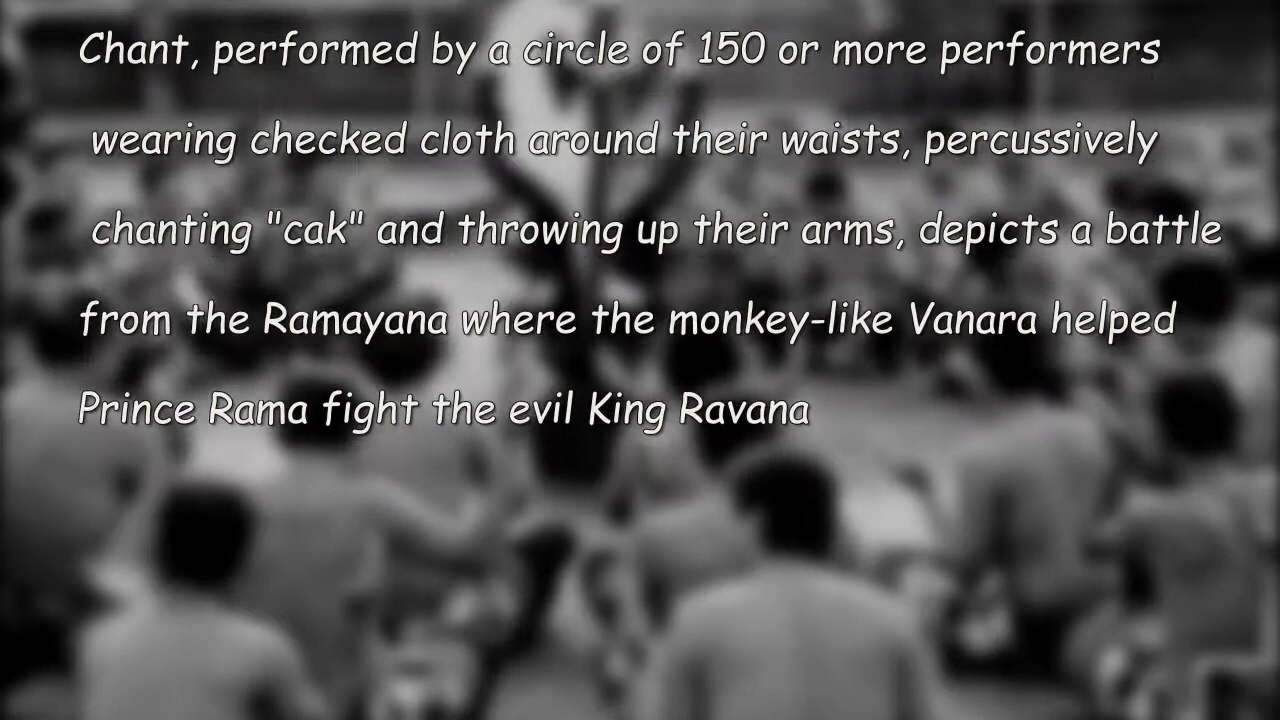 Chant, performed by a circle of 150 or more performers
wearing checked cloth around their waists, percussively
chanting "cak" and throwing up their arms, depicts a battle
from the Ramayana where the monkey-like Vanara helped
Prince Rama fight the evil King Ravana